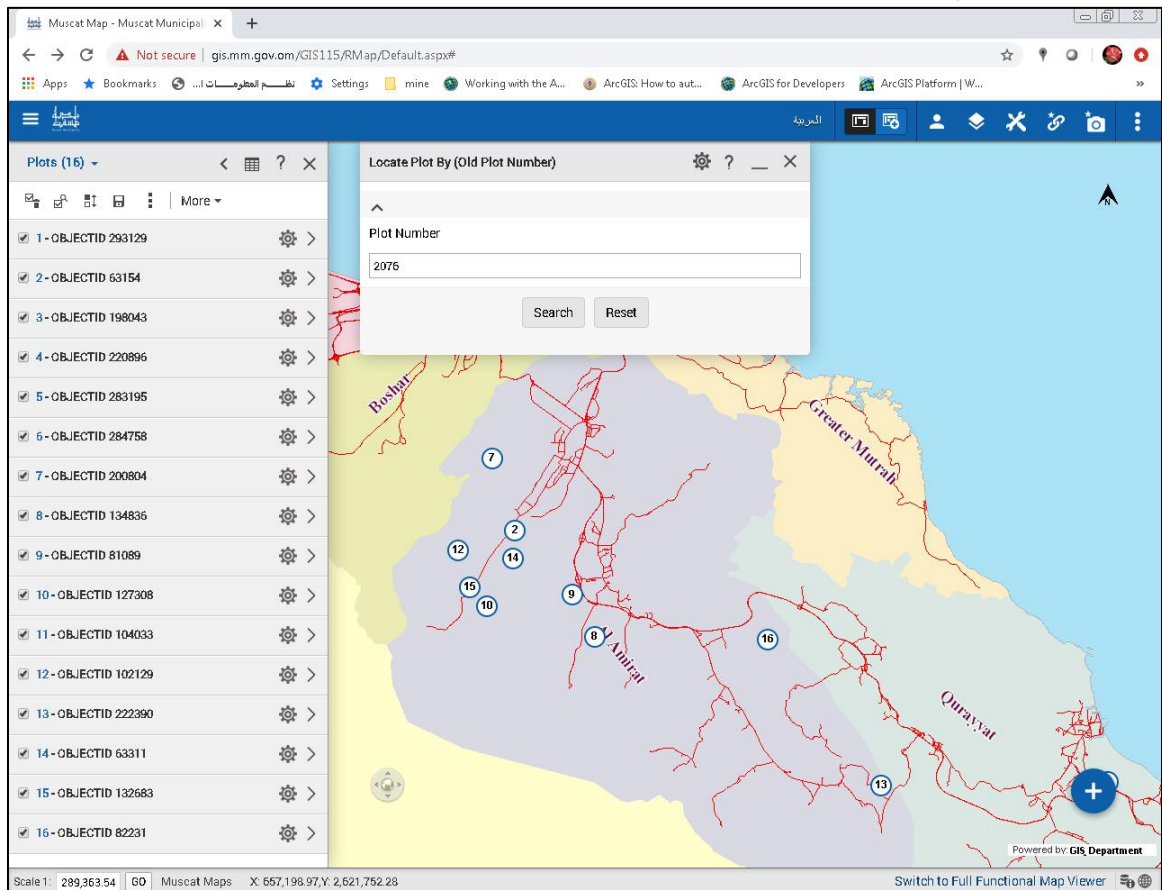 Muscat Map - Muscat Municipali
Not secure | gis.mm.gov.om/GIS115/RMap/Default.aspx#
Apps Bookmarks نظـــم المعلومـــات ا... Settings mine Working with the A... ArcGIS: How to aut... ArcGIS for Developers ArcGIS Platform | W... »
العربية
Plots (16)
More
1 - OBJECTID 293129
2 - OBJECTID 63154
3 - OBJECTID 198043
4 - OBJECTID 220896
5 - OBJECTID 283195
6 - OBJECTID 284758
7 - OBJECTID 200804
8 - OBJECTID 134836
9 - OBJECTID 81089
10 - OBJECTID 127308
11 - OBJECTID 104033
12 - OBJECTID 102129
13 - OBJECTID 222390
14 - OBJECTID 63311
15 - OBJECTID 132683
16 - OBJECTID 82231
Locate Plot By (Old Plot Number)
Plot Number
2076
Search Reset
N
Boshar
Greater Mutrah
7
2
12
14
15
10
9
8
16
Al Amirat
Qurayyat
13
Powered by: GIS Department
Scale 1: 289,363.54 GO Muscat Maps X: 657,198.97,Y: 2,621,752.28
Switch to Full Functional Map Viewer